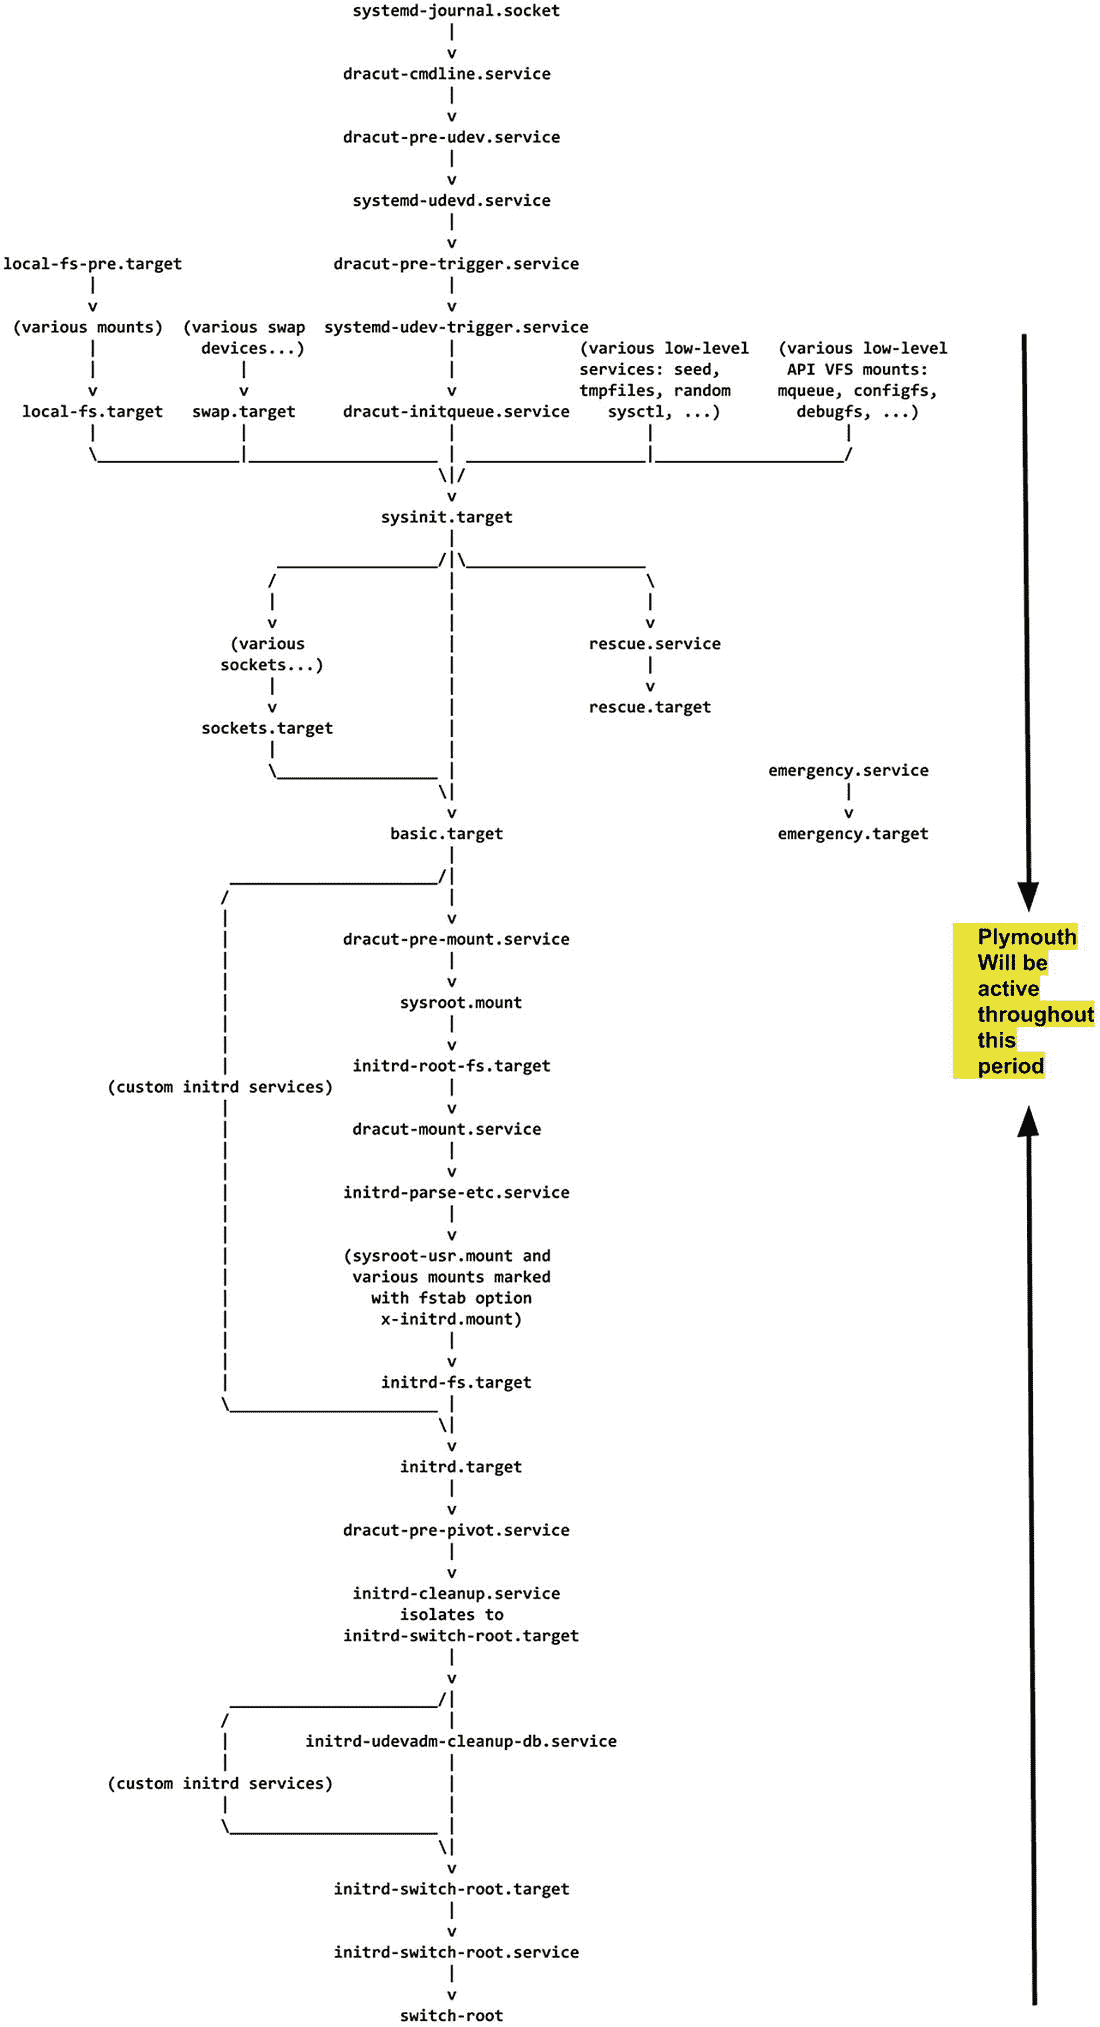 systemd-journal.socket
dracut-cmdline.service
dracut-pre-udev.service
systemd-udevd.service
local-fs-pre.target
dracut-pre-trigger.service
(various mounts)
(various swap
devices...)
systemd-udev-trigger.service
(various low-level
services: seed,
tmpfiles, random
sysctl, ...)
(various low-level
API VFS mounts:
mqueue, configfs,
debugfs, ...)
local-fs.target
swap.target
dracut-initqueue.service
sysinit.target
(various
sockets...)
rescue.service
rescue.target
sockets.target
emergency.service
emergency.target
basic.target
dracut-pre-mount.service
sysroot.mount
initrd-root-fs.target
(custom initrd services)
dracut-mount.service
initrd-parse-etc.service
(sysroot-usr.mount and
various mounts marked
with fstab option
x-initrd.mount)
initrd-fs.target
initrd.target
dracut-pre-pivot.service
initrd-cleanup.service
isolates to
initrd-switch-root.target
initrd-udevadm-cleanup-db.service
(custom initrd services)
initrd-switch-root.target
initrd-switch-root.service
switch-root
Plymouth
Will be
active
throughout
this
period